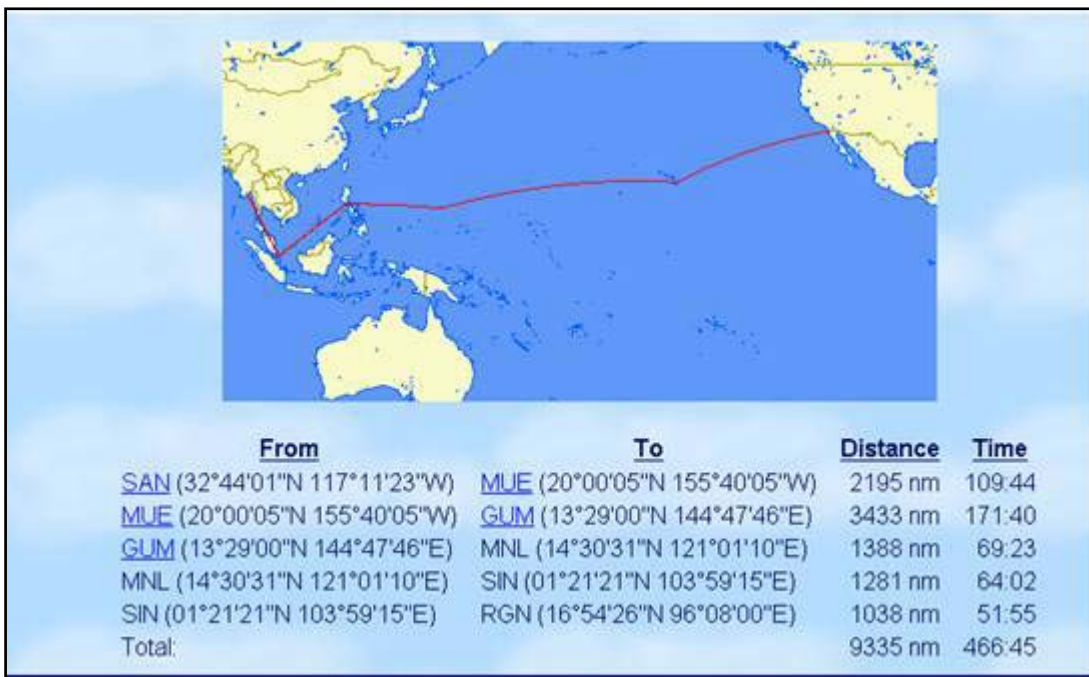 From To Distance Time
SAN (32°44'01"N 117°11'23"W) MUE (20°00'05"N 155°40'05"W) 2195 nm 109:44
MUE (20°00'05"N 155°40'05"W) GUM (13°29'00"N 144°47'46"E) 3433 nm 171:40
GUM (13°29'00"N 144°47'46"E) MNL (14°30'31"N 121°01'10"E) 1388 nm 69:23
MNL (14°30'31"N 121°01'10"E) SIN (01°21'21"N 103°59'15"E) 1281 nm 64:02
SIN (01°21'21"N 103°59'15"E) RGN (16°54'26"N 96°08'00"E) 1038 nm 51:55
Total: 9335 nm 466:45